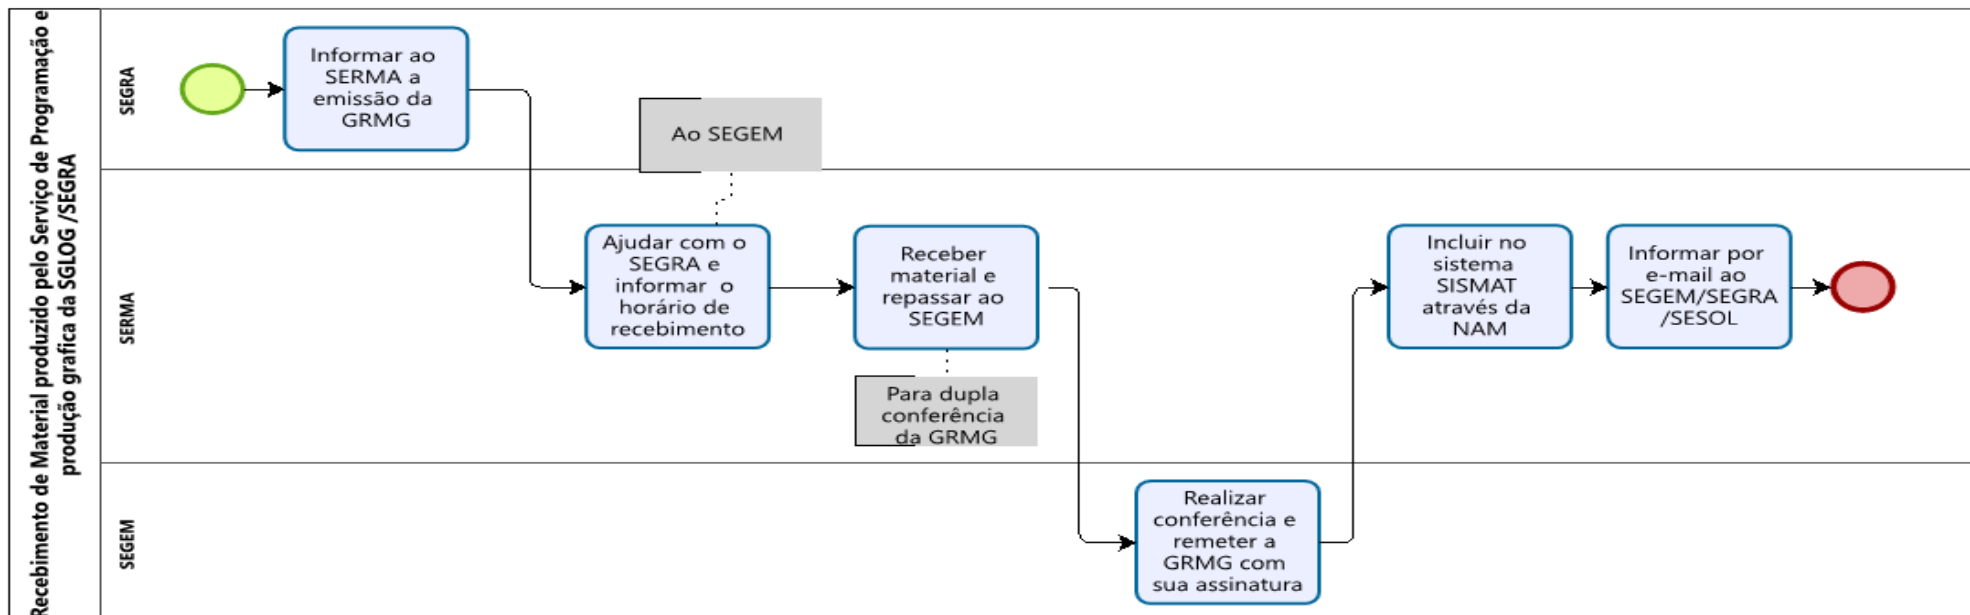 Recebimento de Material produzido pelo Serviço de Programação e
produção grafica da SGLOG /SEGRA
SEGRA
Informar ao
SERMA a
emissão da
GRMG
Ao SEGEM
SERMA
Ajudar com o
SEGRA e
informar o
horário de
recebimento
Receber
material e
repassar ao
SEGEM
Para dupla
conferência
da GRMG
Incluir no
sistema
SISMAT
através da
NAM
Informar por
e-mail ao
SEGEM/SEGRA
/SESOL
SEGEM
Realizar
conferência e
remeter a
GRMG com
sua assinatura